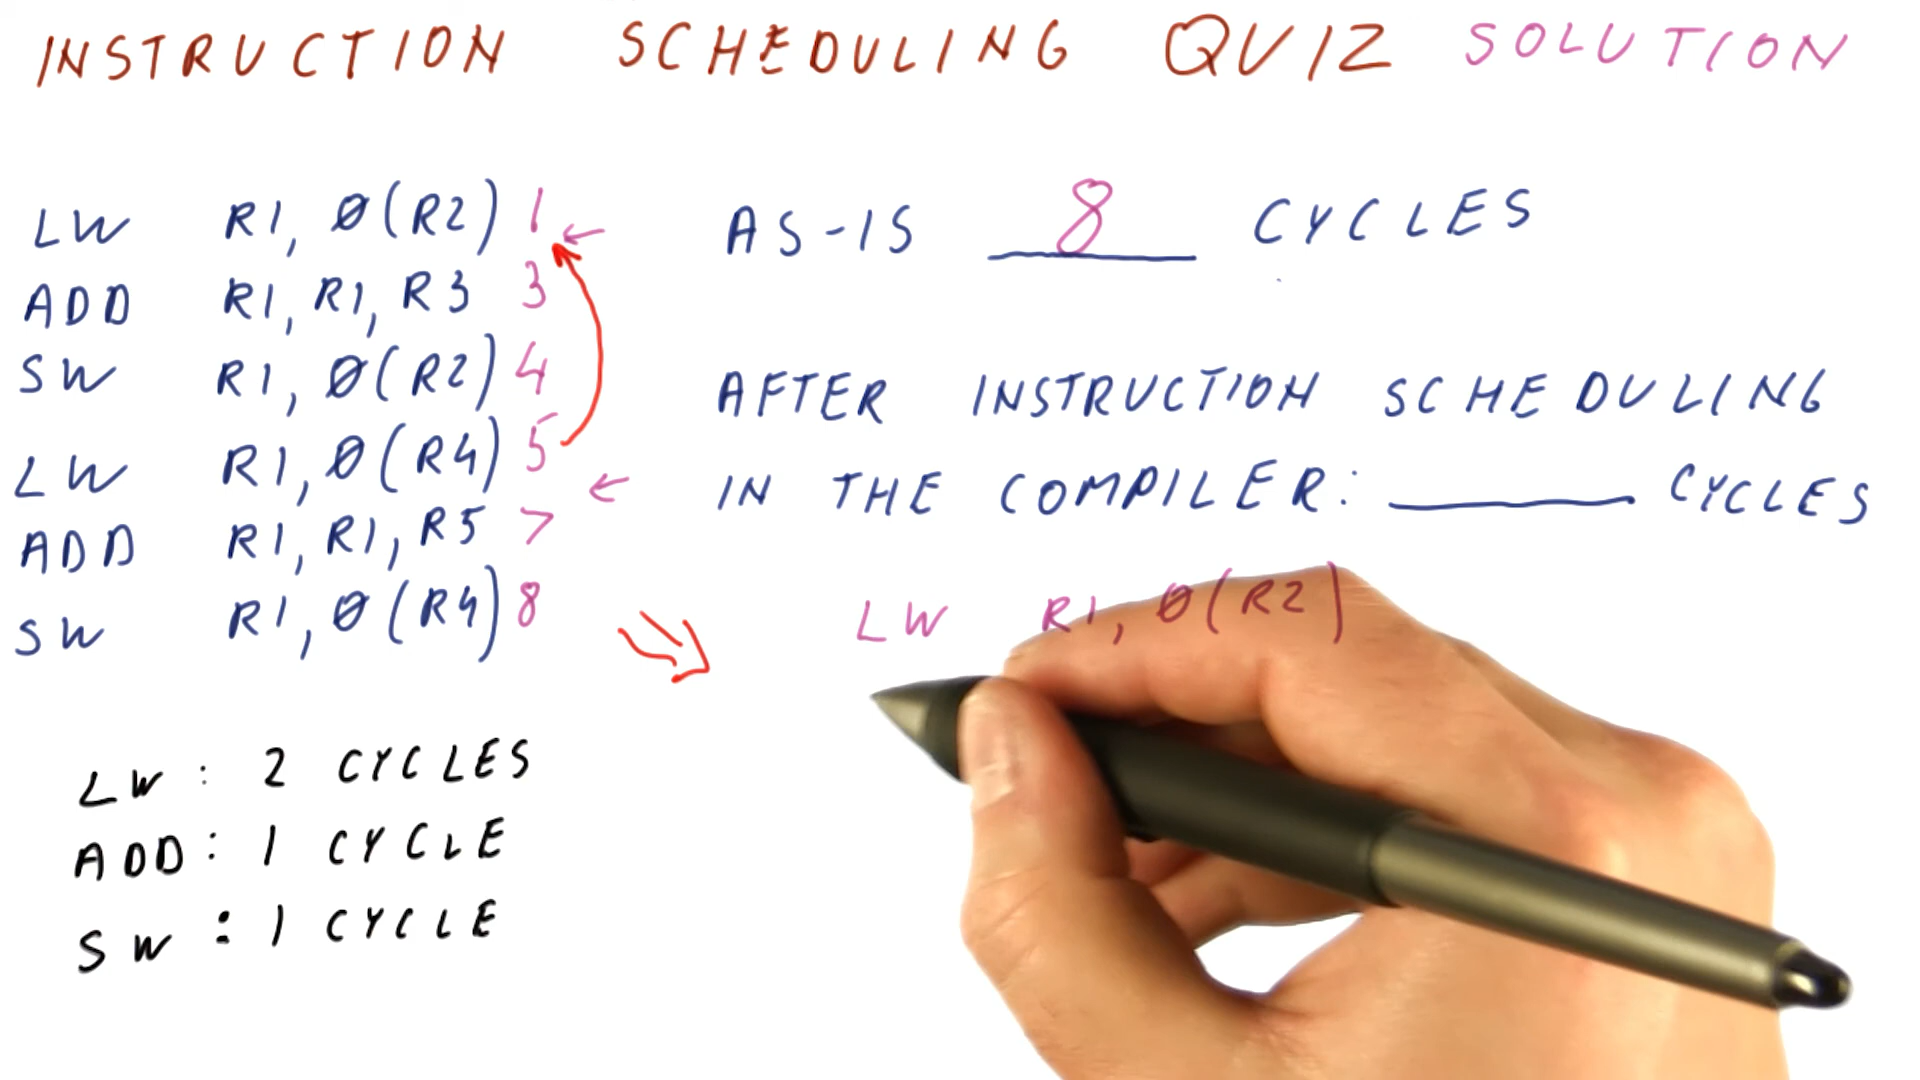 INSTRUCTION SCHEDULING QUIZ SOLUTION
LW R1, 0(R2) 1
ADD R1, R1, R3 3
SW R1, 0(R2) 4
LW R1, 0(R4) 5
ADD R1, R1, R5 7
SW R1, 0(R4) 8
LW: 2 CYCLES
ADD: 1 CYCLE
SW: 1 CYCLE
AS-IS 8 CYCLES
AFTER INSTRUCTION SCHEDULING
IN THE COMPILER: ______ CYCLES
LW R1, 0(R2)